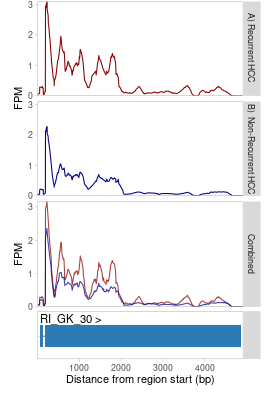 3
2
1
0
A) Recurrent HCC
FPM
3
2
1
0
B) Non-Recurrent HCC
3
2
1
0
Combined
FPM
RI_GK_30 >
1000 2000 3000 4000
Distance from region start (bp)